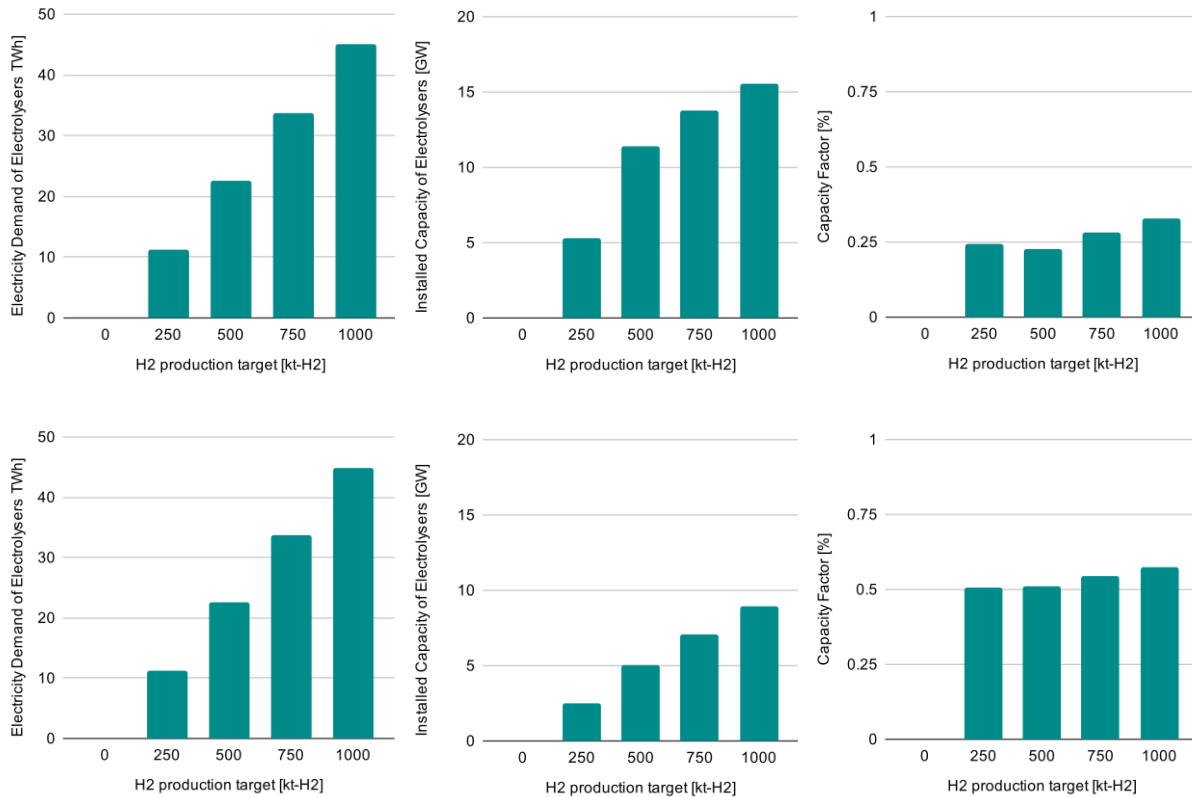 Electricity Demand of Electrolysers TWh
50
40
30
20
10
0
0 250 500 750 1000
H2 production target [kt-H2]
Installed Capacity of Electrolysers [GW]
20
15
10
5
0
0 250 500 750 1000
H2 production target [kt-H2]
Capacity Factor [%]
1
0.75
0.5
0.25
0
0 250 500 750 1000
H2 production target [kt-H2]
Electricity Demand of Electrolysers TWh
50
40
30
20
10
0
0 250 500 750 1000
H2 production target [kt-H2]
Installed Capacity of Electrolysers [GW]
20
15
10
5
0
0 250 500 750 1000
H2 production target [kt-H2]
Capacity Factor [%]
1
0.75
0.5
0.25
0
0 250 500 750 1000
H2 production target [kt-H2]